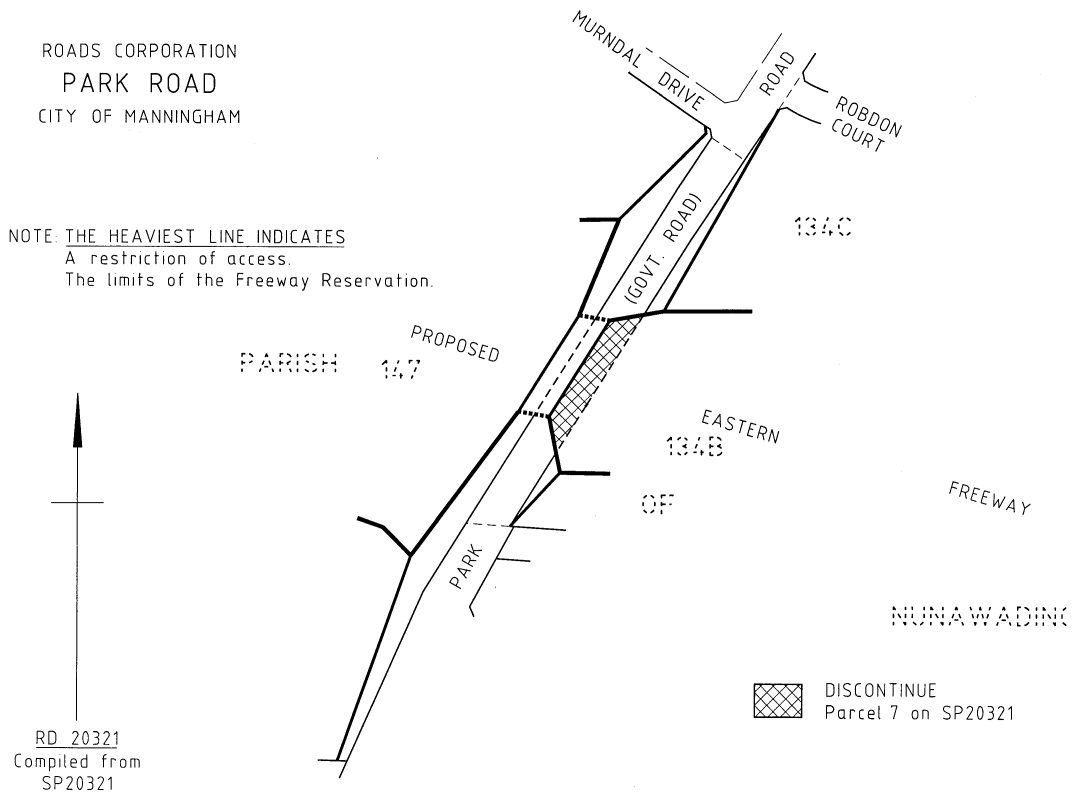 ROADS CORPORATION
PARK ROAD
CITY OF MANNINGHAM
MURNDAL DRIVE
ROAD
ROBDON
COURT
(GOVT. ROAD)
134C
NOTE: THE HEAVIEST LINE INDICATES
A restriction of access.
The limits of the Freeway Reservation.
PROPOSED
PARISH 147
EASTERN
134B
OF
FREEWAY
PARK
NUNAWADING
DISCONTINUE
Parcel 7 on SP20321
RD 20321
Compiled from
SP20321